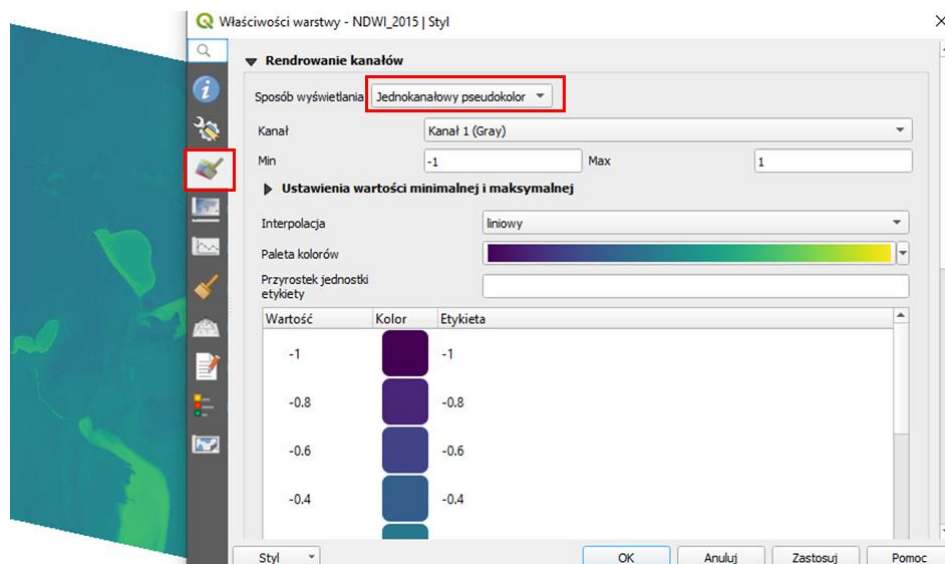 Właściwości warstwy - NDWI_2015 | Styl
Rendrowanie kanałów
Sposób wyświetlania Jednokanałowy pseudokolor
Kanał Kanał 1 (Gray)
Min -1 Max 1
Ustawienia wartości minimalnej i maksymalnej
Interpolacja liniowy
Paleta kolorów
Przyrostek jednostki
etykiety
Wartość Kolor Etykieta
-1 -1
-0.8 -0.8
-0.6 -0.6
-0.4 -0.4
Styl OK Anuluj Zastosuj Pomoc